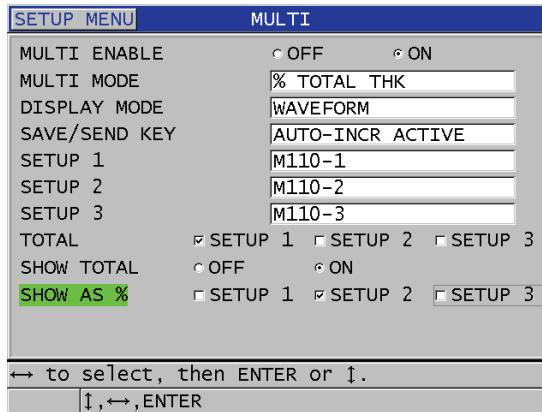 SETUP MENU MULTI
MULTI ENABLE OFF ON
MULTI MODE % TOTAL THK
DISPLAY MODE WAVEFORM
SAVE/SEND KEY AUTO-INCR ACTIVE
SETUP 1 M110-1
SETUP 2 M110-2
SETUP 3 M110-3
TOTAL SETUP 1 SETUP 2 SETUP 3
SHOW TOTAL OFF ON
SHOW AS % SETUP 1 SETUP 2 SETUP 3
↔ to select, then ENTER or ↕.
↕,↔,ENTER